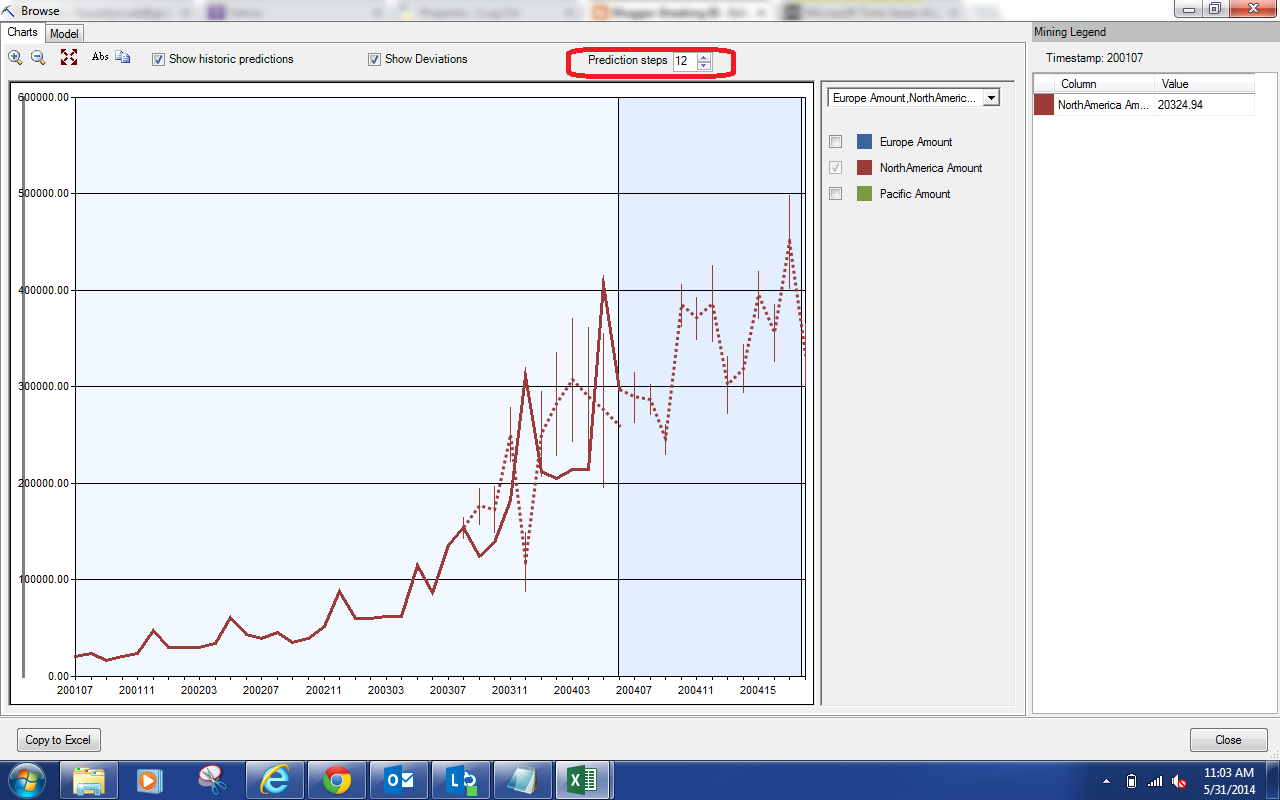 Browse
Charts
Model
Abs
Show historic predictions
Show Deviations
Prediction steps 12
600000.00
500000.00
400000.00
300000.00
200000.00
100000.00
0.00
200107 200111 200203 200207 200211 200303 200307 200311 200403 200407 200411 200415
Europe Amount,NorthAmeric...
Europe Amount
NorthAmerica Amount
Pacific Amount
Mining Legend
Timestamp: 200107
Column Value
NorthAmerica Am... 20324.94
Copy to Excel
Close
11:03 AM
5/31/2014